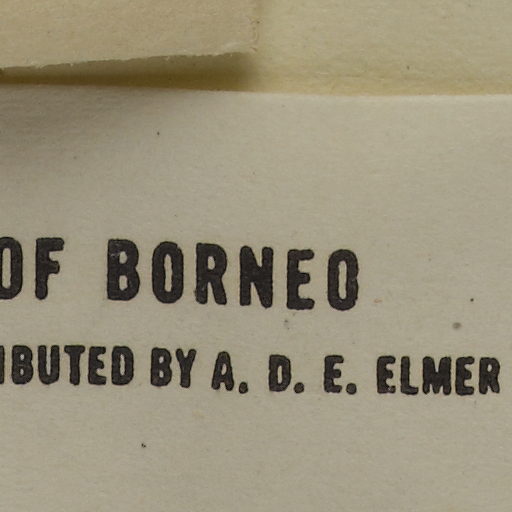 OF BORNEO
IBUTED BY A. D. E. ELMER